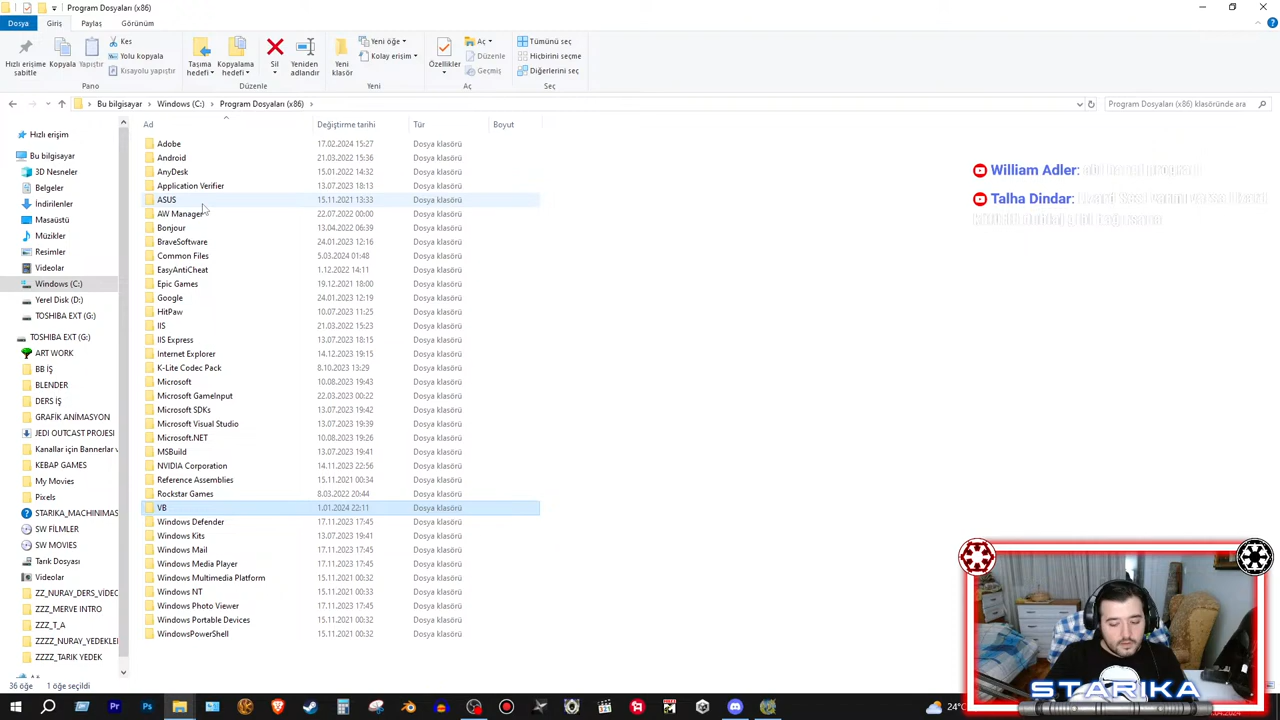 Program Dosyaları (x86)
Dosya Giriş Paylaş Görünüm
Hızlı erişime sabitle
Kopyala
Yapıştır
Kes
Yolu kopyala
Kısayolu yapıştır
Pano
Taşıma hedefi
Kopyalama hedefi
Sil
Yeniden adlandır
Düzenle
Yeni klasör
Yeni öğe
Kolay erişim
Yeni
Özellikler
Aç
Düzenle
Geçmiş
Aç
Tümünü seç
Hiçbirini seç
Diğerlerini seç
Seç
Bu bilgisayar > Windows (C:) > Program Dosyaları (x86) >
Program Dosyaları (x86) klasöründe ara
Hızlı erişim
Bu bilgisayar
3D Nesneler
Belgeler
İndirilenler
Masaüstü
Müzikler
Resimler
Videolar
Windows (C:)
Yerel Disk (D:)
TOSHIBA EXT (G:)
TOSHIBA EXT (G:)
ART WORK
BB İŞ
BLENDER
DERS İŞ
GRAFİK ANİMASYON
JEDI OUTCAST PROJESI
Kanallar için Bannerlar v
KEBAP GAMES
My Movies
Pixels
STARIKA_MACHINIMAS
SW FİLMLER
SW MOVIES
Tarık Dosyası
Videolar
ZZ_NURAY_DERS_VİDEO
ZZZ_MERVE INTRO
ZZZ_T_A
ZZZZ_NURAY_YEDEKLE
ZZZZ_TARIK YEDEK
Ad Değiştirme tarihi Tür Boyut
Adobe 17.02.2024 15:27 Dosya klasörü
Android 21.03.2022 15:36 Dosya klasörü
AnyDesk 15.01.2022 14:32 Dosya klasörü
Application Verifier 13.07.2023 18:13 Dosya klasörü
ASUS 15.11.2021 13:33 Dosya klasörü
AW Manager 22.07.2022 00:00 Dosya klasörü
Bonjour 13.04.2022 06:39 Dosya klasörü
BraveSoftware 24.01.2023 12:16 Dosya klasörü
Common Files 5.03.2024 01:48 Dosya klasörü
EasyAntiCheat 1.12.2022 14:11 Dosya klasörü
Epic Games 19.12.2021 18:00 Dosya klasörü
Google 24.01.2023 12:19 Dosya klasörü
HitPaw 10.07.2023 11:25 Dosya klasörü
IIS 21.03.2022 15:23 Dosya klasörü
IIS Express 13.07.2023 18:15 Dosya klasörü
Internet Explorer 14.12.2023 19:15 Dosya klasörü
K-Lite Codec Pack 8.10.2023 13:29 Dosya klasörü
Microsoft 10.08.2023 19:43 Dosya klasörü
Microsoft GameInput 22.03.2023 00:22 Dosya klasörü
Microsoft SDKs 13.07.2023 19:42 Dosya klasörü
Microsoft Visual Studio 13.07.2023 19:39 Dosya klasörü
Microsoft.NET 10.08.2023 19:26 Dosya klasörü
MSBuild 13.07.2023 19:41 Dosya klasörü
NVIDIA Corporation 14.11.2023 22:56 Dosya klasörü
Reference Assemblies 15.11.2021 00:34 Dosya klasörü
Rockstar Games 8.03.2022 20:44 Dosya klasörü
VB 1.01.2024 22:11 Dosya klasörü
Windows Defender 17.11.2023 17:45 Dosya klasörü
Windows Kits 13.07.2023 19:41 Dosya klasörü
Windows Mail 17.11.2023 17:45 Dosya klasörü
Windows Media Player 17.11.2023 17:45 Dosya klasörü
Windows Multimedia Platform 15.11.2021 00:32 Dosya klasörü
Windows NT 15.11.2021 00:33 Dosya klasörü
Windows Photo Viewer 17.11.2023 17:45 Dosya klasörü
Windows Portable Devices 15.11.2021 00:32 Dosya klasörü
WindowsPowerShell 15.11.2021 00:32 Dosya klasörü
William Adler:
Talha Dindar:
STARIKA
36 öğe 1 öğe seçildi
24°C